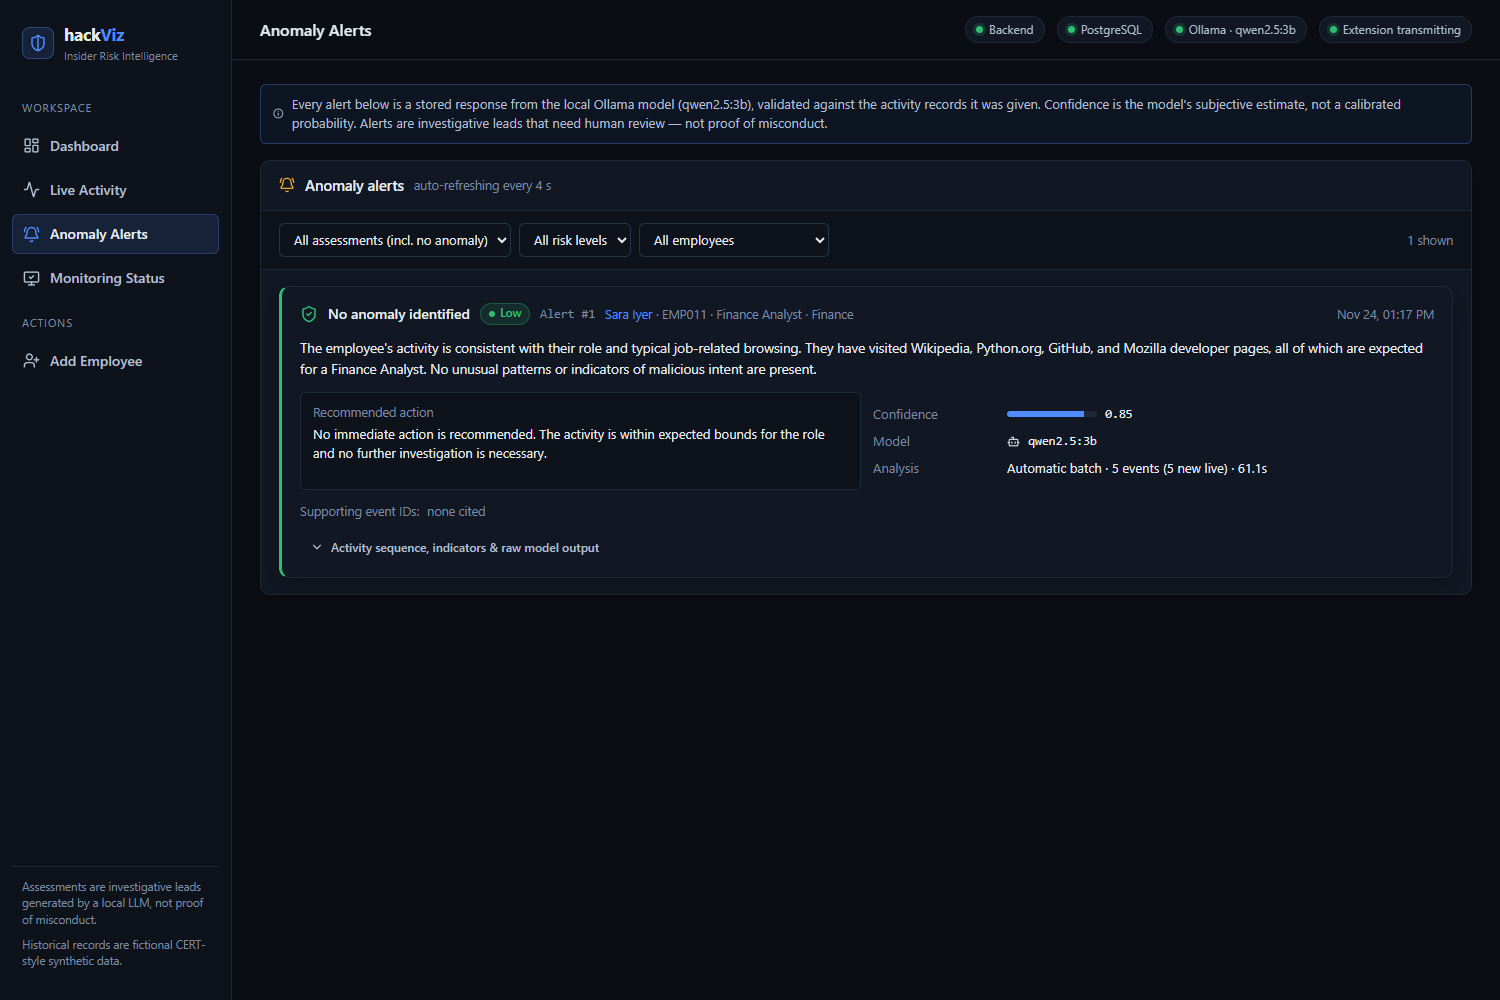 hackViz
Insider Risk Intelligence
WORKSPACE
Dashboard
Live Activity
Anomaly Alerts
Monitoring Status
ACTIONS
Add Employee
Assessments are investigative leads
generated by a local LLM, not proof
of misconduct.
Historical records are fictional CERT-
style synthetic data.
Anomaly Alerts
Backend
PostgreSQL
Ollama · qwen2.5:3b
Extension transmitting
Every alert below is a stored response from the local Ollama model (qwen2.5:3b), validated against the activity records it was given. Confidence is the model's subjective estimate, not a calibrated
probability. Alerts are investigative leads that need human review — not proof of misconduct.
Anomaly alerts auto-refreshing every 4 s
All assessments (incl. no anomaly) All risk levels All employees 1 shown
No anomaly identified Low Alert #1 Sara Iyer · EMP011 · Finance Analyst · Finance Nov 24, 01:17 PM
The employee's activity is consistent with their role and typical job-related browsing. They have visited Wikipedia, Python.org, GitHub, and Mozilla developer pages, all of which are expected
for a Finance Analyst. No unusual patterns or indicators of malicious intent are present.
Recommended action
No immediate action is recommended. The activity is within expected bounds for the role
and no further investigation is necessary.
Confidence 0.85
Model qwen2.5:3b
Analysis Automatic batch · 5 events (5 new live) · 61.1s
Supporting event IDs: none cited
Activity sequence, indicators & raw model output